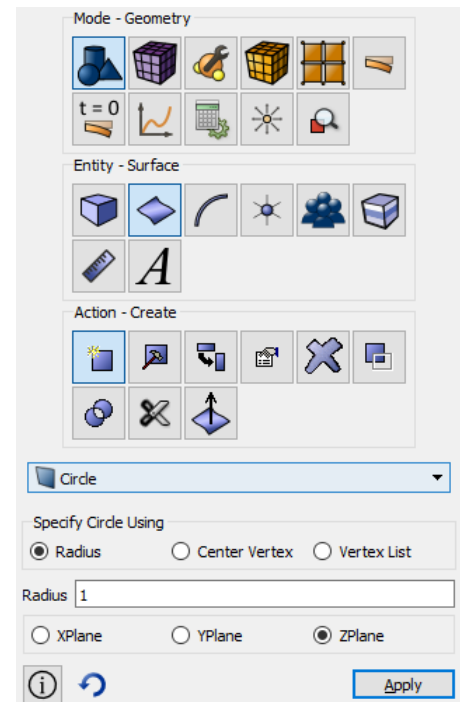 Mode - Geometry
t = 0
Entity - Surface
A
Action - Create
Circle
Specify Circle Using
Radius Center Vertex Vertex List
Radius 1
XPlane YPlane ZPlane
i Apply